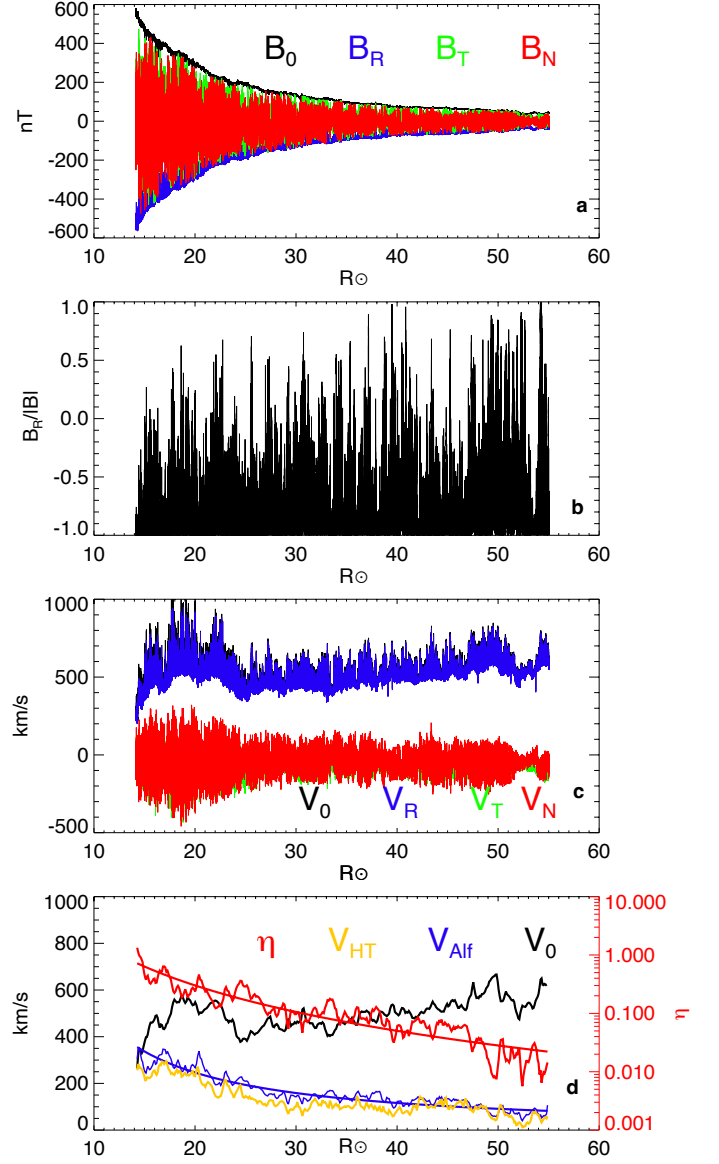 600
400
200
0
-200
-400
-600
nT
B0 BR BT BN
a
10 20 30 40 50 60
R⊙
1.0
0.5
0.0
-0.5
-1.0
BR/|B|
b
10 20 30 40 50 60
R⊙
1000
500
0
-500
km/s
V0 VR VT VN
c
10 20 30 40 50 60
R⊙
1000
800
600
400
200
0
km/s
η VHT VAlf V0
10.000
1.000
0.100
0.010
0.001
η
d
10 20 30 40 50 60
R⊙